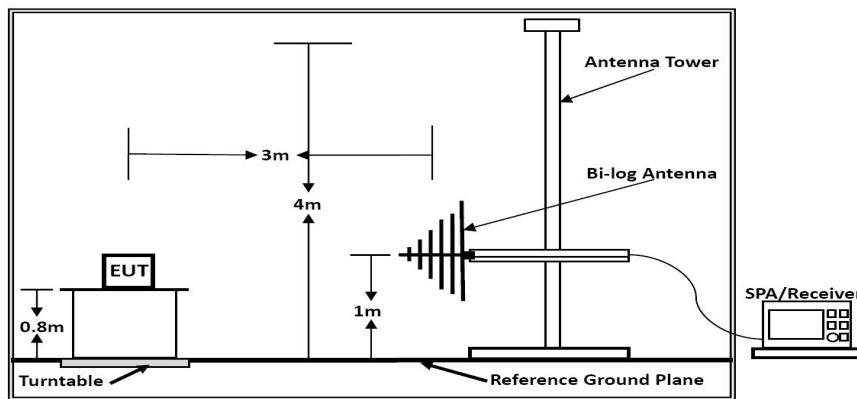 Antenna Tower
3m
Bi-log Antenna
4m
EUT
SPA/Receiver
0.8m
1m
Turntable
Reference Ground Plane